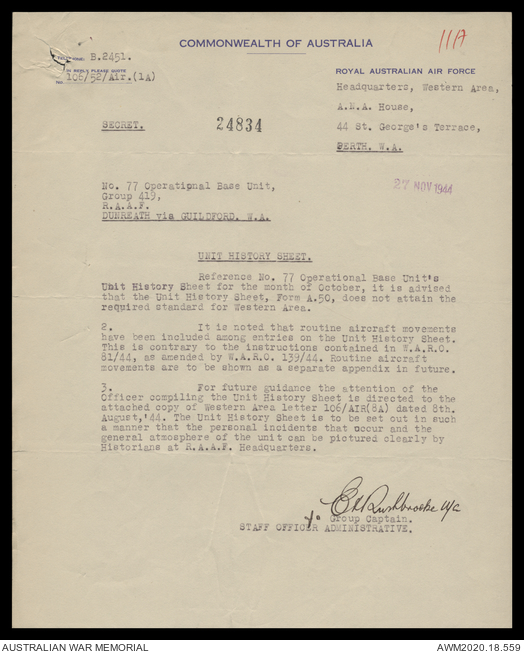 COMMONWEALTH OF AUSTRALIA
11A
TELEPHONE: B.2451.
IN REPLY PLEASE QUOTE
No. 106/52/Air.(1A)
ROYAL AUSTRALIAN AIR FORCE
Headquarters, Western Area,
A.N.A. House,
44 St. George's Terrace,
PERTH. W.A.
SECRET.
24834
27 NOV 1944
No. 77 Operational Base Unit,
Group 419,
R.A.A.F.
DUNREATH via GUILDFORD. W.A.
UNIT HISTORY SHEET.
Reference No. 77 Operational Base Unit's
Unit History Sheet for the month of October, it is advised
that the Unit History Sheet, Form A.50, does not attain the
required standard for Western Area.
2. It is noted that routine aircraft movements
have been included among entries on the Unit History Sheet.
This is contrary to the instructions contained in W.A.R.O.
81/44, as amended by W.A.R.O. 139/44. Routine aircraft
movements are to be shown as a separate appendix in future.
3. For future guidance the attention of the
Officer compiling the Unit History Sheet is directed to the
attached copy of Western Area letter 106/AIR(8A) dated 8th.
August,'44. The Unit History Sheet is to be set out in such
a manner that the personal incidents that occur and the
general atmosphere of the unit can be pictured clearly by
Historians at R.A.A.F. Headquarters.
Rushbrooke W/C
Group Captain.
STAFF OFFICER ADMINISTRATIVE.
AUSTRALIAN WAR MEMORIAL
AWM2020.18.559